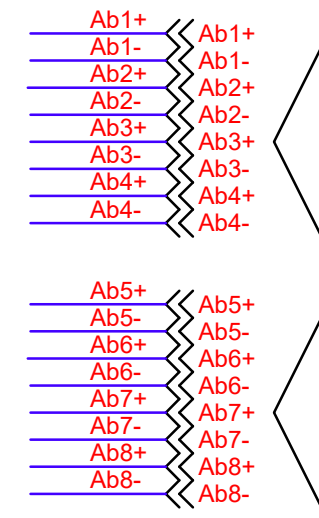 Ab1+ Ab1+
Ab1- Ab1-
Ab2+ Ab2+
Ab2- Ab2-
Ab3+ Ab3+
Ab3- Ab3-
Ab4+ Ab4+
Ab4- Ab4-
Ab5+ Ab5+
Ab5- Ab5-
Ab6+ Ab6+
Ab6- Ab6-
Ab7+ Ab7+
Ab7- Ab7-
Ab8+ Ab8+
Ab8- Ab8-